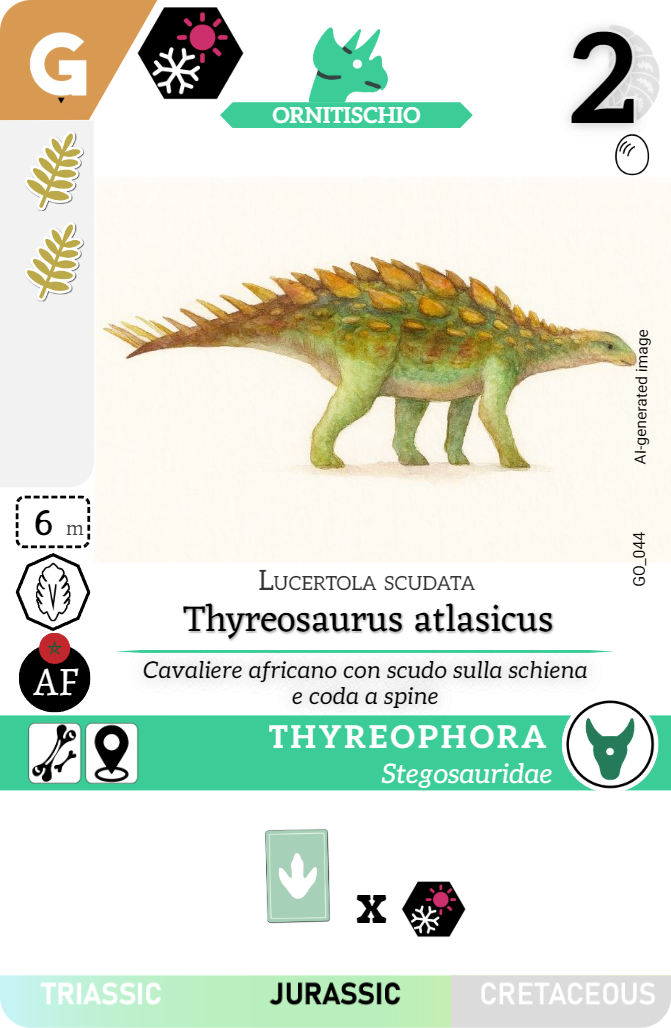 G
ORNITISCHIO
2
AI-generated image
GO_044
6 m
LUCERTOLA SCUDATA
Thyreosaurus atlasicus
AF
Cavaliere africano con scudo sulla schiena
e coda a spine
THYREOPHORA
Stegosauridae
x
TRIASSIC JURASSIC CRETACEOUS